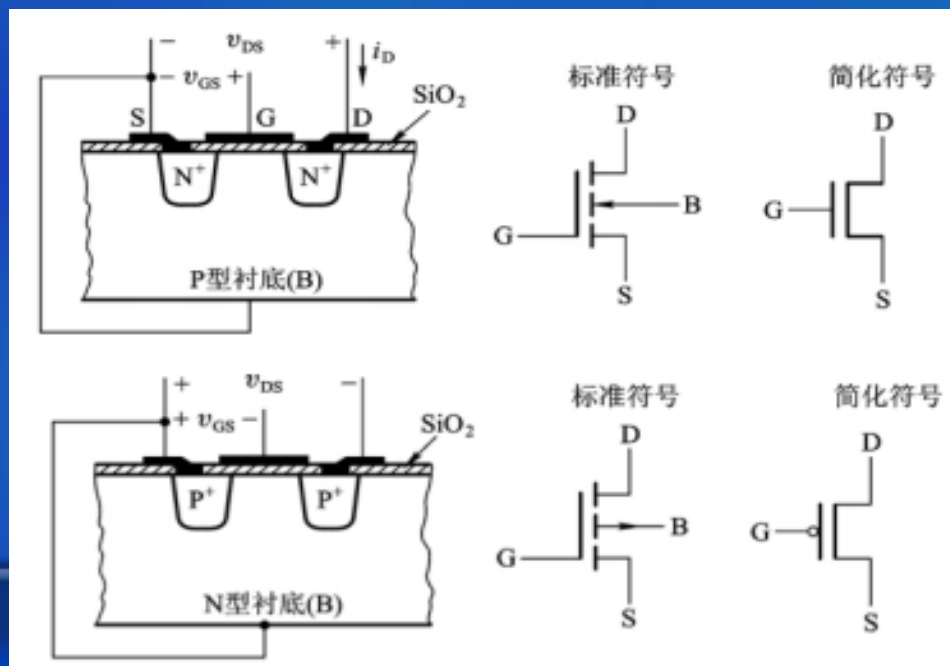 − v_DS + i_D
− v_GS +
SiO₂
S G D
N⁺ N⁺
P型衬底(B)
标准符号
D
B
G
S
简化符号
D
G
S
+ v_DS −
+ v_GS −
SiO₂
P⁺ P⁺
N型衬底(B)
标准符号
D
B
G
S
简化符号
D
G
S